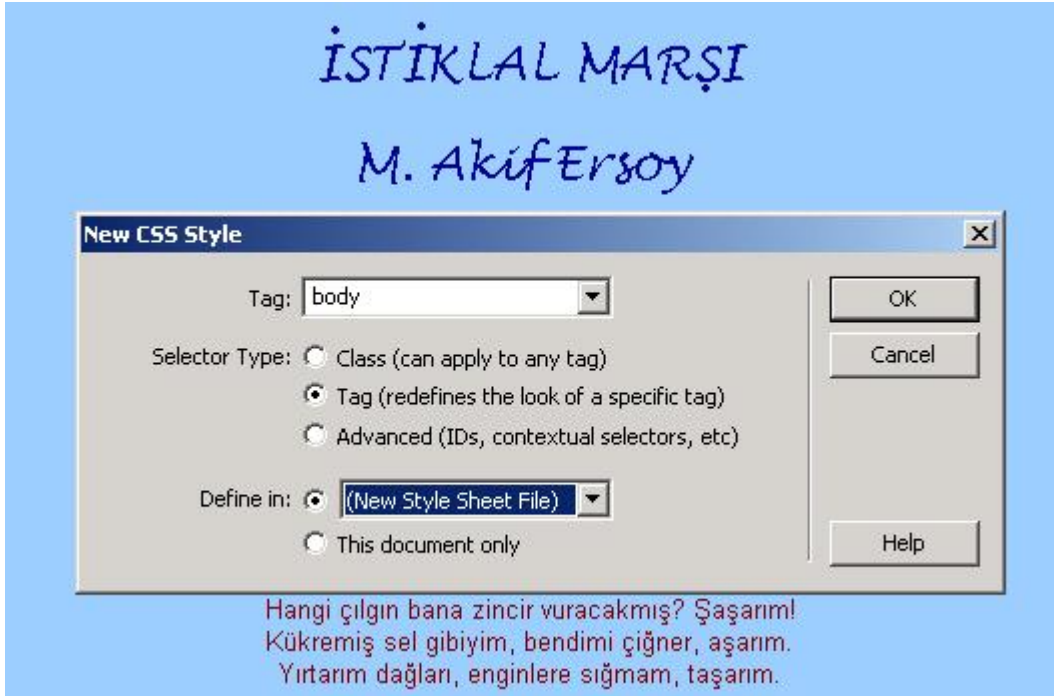 İSTİKLAL MARŞI
M. Akif Ersoy
New CSS Style
Tag: body
OK
Selector Type: Class (can apply to any tag)
Cancel
Tag (redefines the look of a specific tag)
Advanced (IDs, contextual selectors, etc)
Define in: (New Style Sheet File)
This document only
Help
Hangi çılgın bana zincir vuracakmış? Şaşarım!
Kükremiş sel gibiyim, bendimi çiğner, aşarım.
Yırtarım dağları, enginlere sığmam, taşarım.